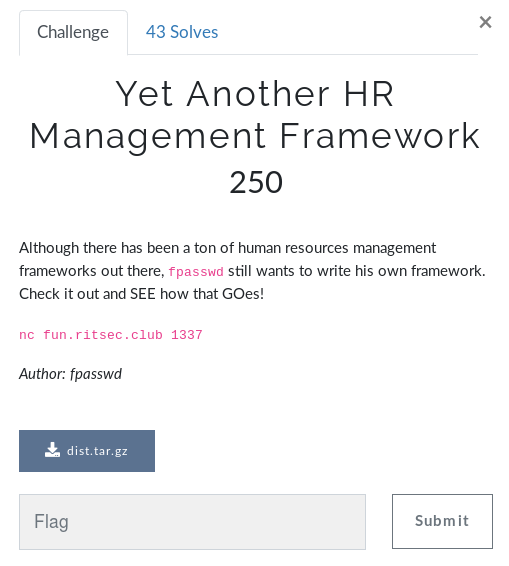 Challenge
43 Solves
×
Yet Another HR
Management Framework
250
Although there has been a ton of human resources management
frameworks out there, fpasswd still wants to write his own framework.
Check it out and SEE how that GOes!
nc fun.ritsec.club 1337
Author: fpasswd
dist.tar.gz
Flag
Submit